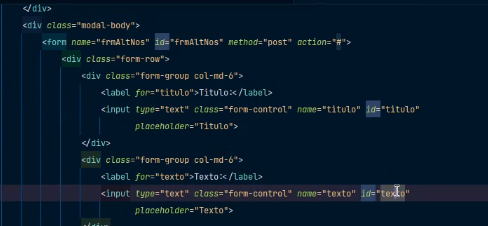 </div>
<div class="modal-body">
<form name="frmAltNos" id="frmAltNos" method="post" action="#">
<div class="form-row">
<div class="form-group col-md-6">
<label for="titulo">Titulo:</label>
<input type="text" class="form-control" name="titulo" id="titulo"
placeholder="Titulo">
</div>
<div class="form-group col-md-6">
<label for="texto">Texto:</label>
<input type="text" class="form-control" name="texto" id="texto"
placeholder="Texto">
</div>